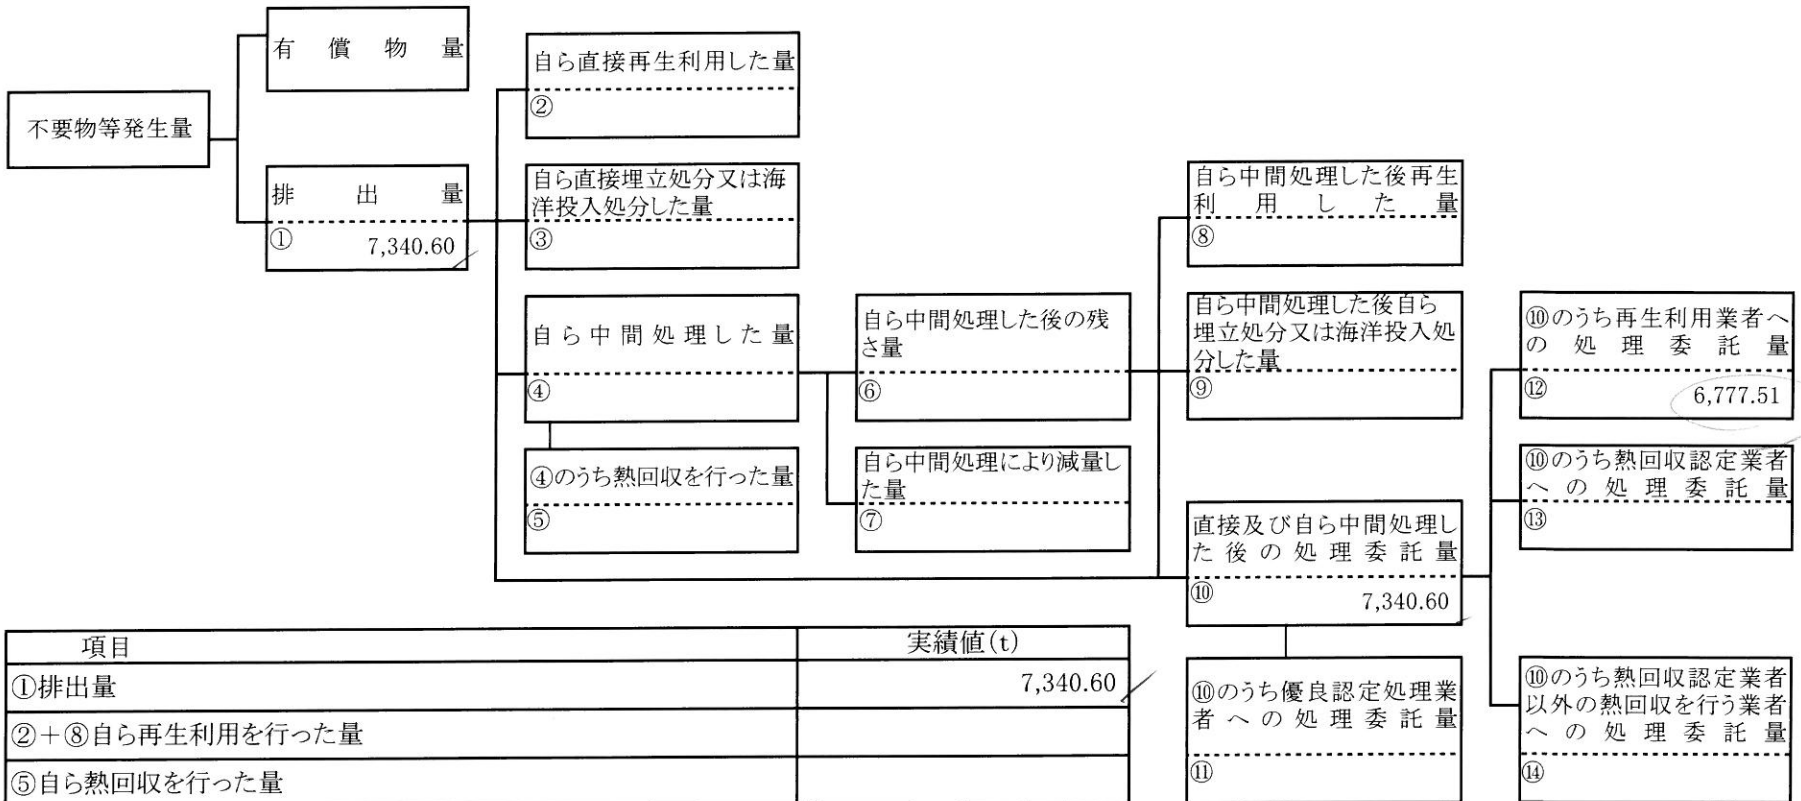 不要物等発生量
有償物量
排出量
① 7,340.60
自ら直接再生利用した量
②
自ら直接埋立処分又は海
洋投入処分した量
③
自ら中間処理した量
④
④のうち熱回収を行った量
⑤
自ら中間処理した後の残
さ量
⑥
自ら中間処理により減量し
た量
⑦
自ら中間処理した後再生
利用した量
⑧
自ら中間処理した後自ら
埋立処分又は海洋投入処
分した量
⑨
直接及び自ら中間処理し
た後の処理委託量
⑩ 7,340.60
⑩のうち優良認定処理業
者への処理委託量
⑪
⑩のうち再生利用業者へ
の処理委託量
⑫ 6,777.51
⑩のうち熱回収認定業者
への処理委託量
⑬
⑩のうち熱回収認定業者
以外の熱回収を行う業者
への処理委託量
⑭
項目 実績値(t)
①排出量 7,340.60
②+⑧自ら再生利用を行った量
⑤自ら熱回収を行った量